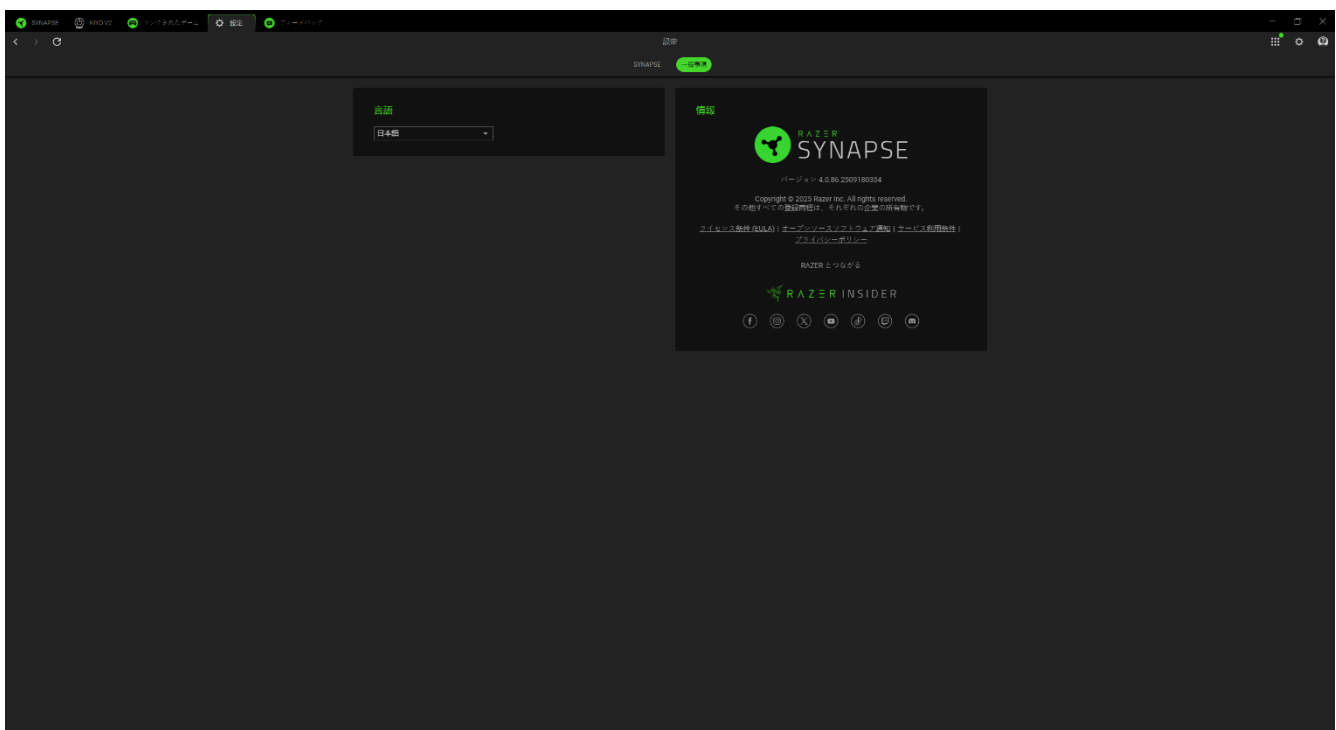 SYNAPSE
KIYO V2
リンクされたゲーム
設定
フィードバック
設定
SYNAPSE
一般事項
言語
日本語
情報
RAZER
SYNAPSE
バージョン 4.0.86.2509180334
Copyright © 2025 Razer Inc. All rights reserved.
その他すべての登録商標は、それぞれの企業の所有物です。
ライセンス条件 (EULA) | オープンソースソフトウェア通知 | サービス利用条件 |
プライバシーポリシー
RAZER とつながる
RAZER INSIDER